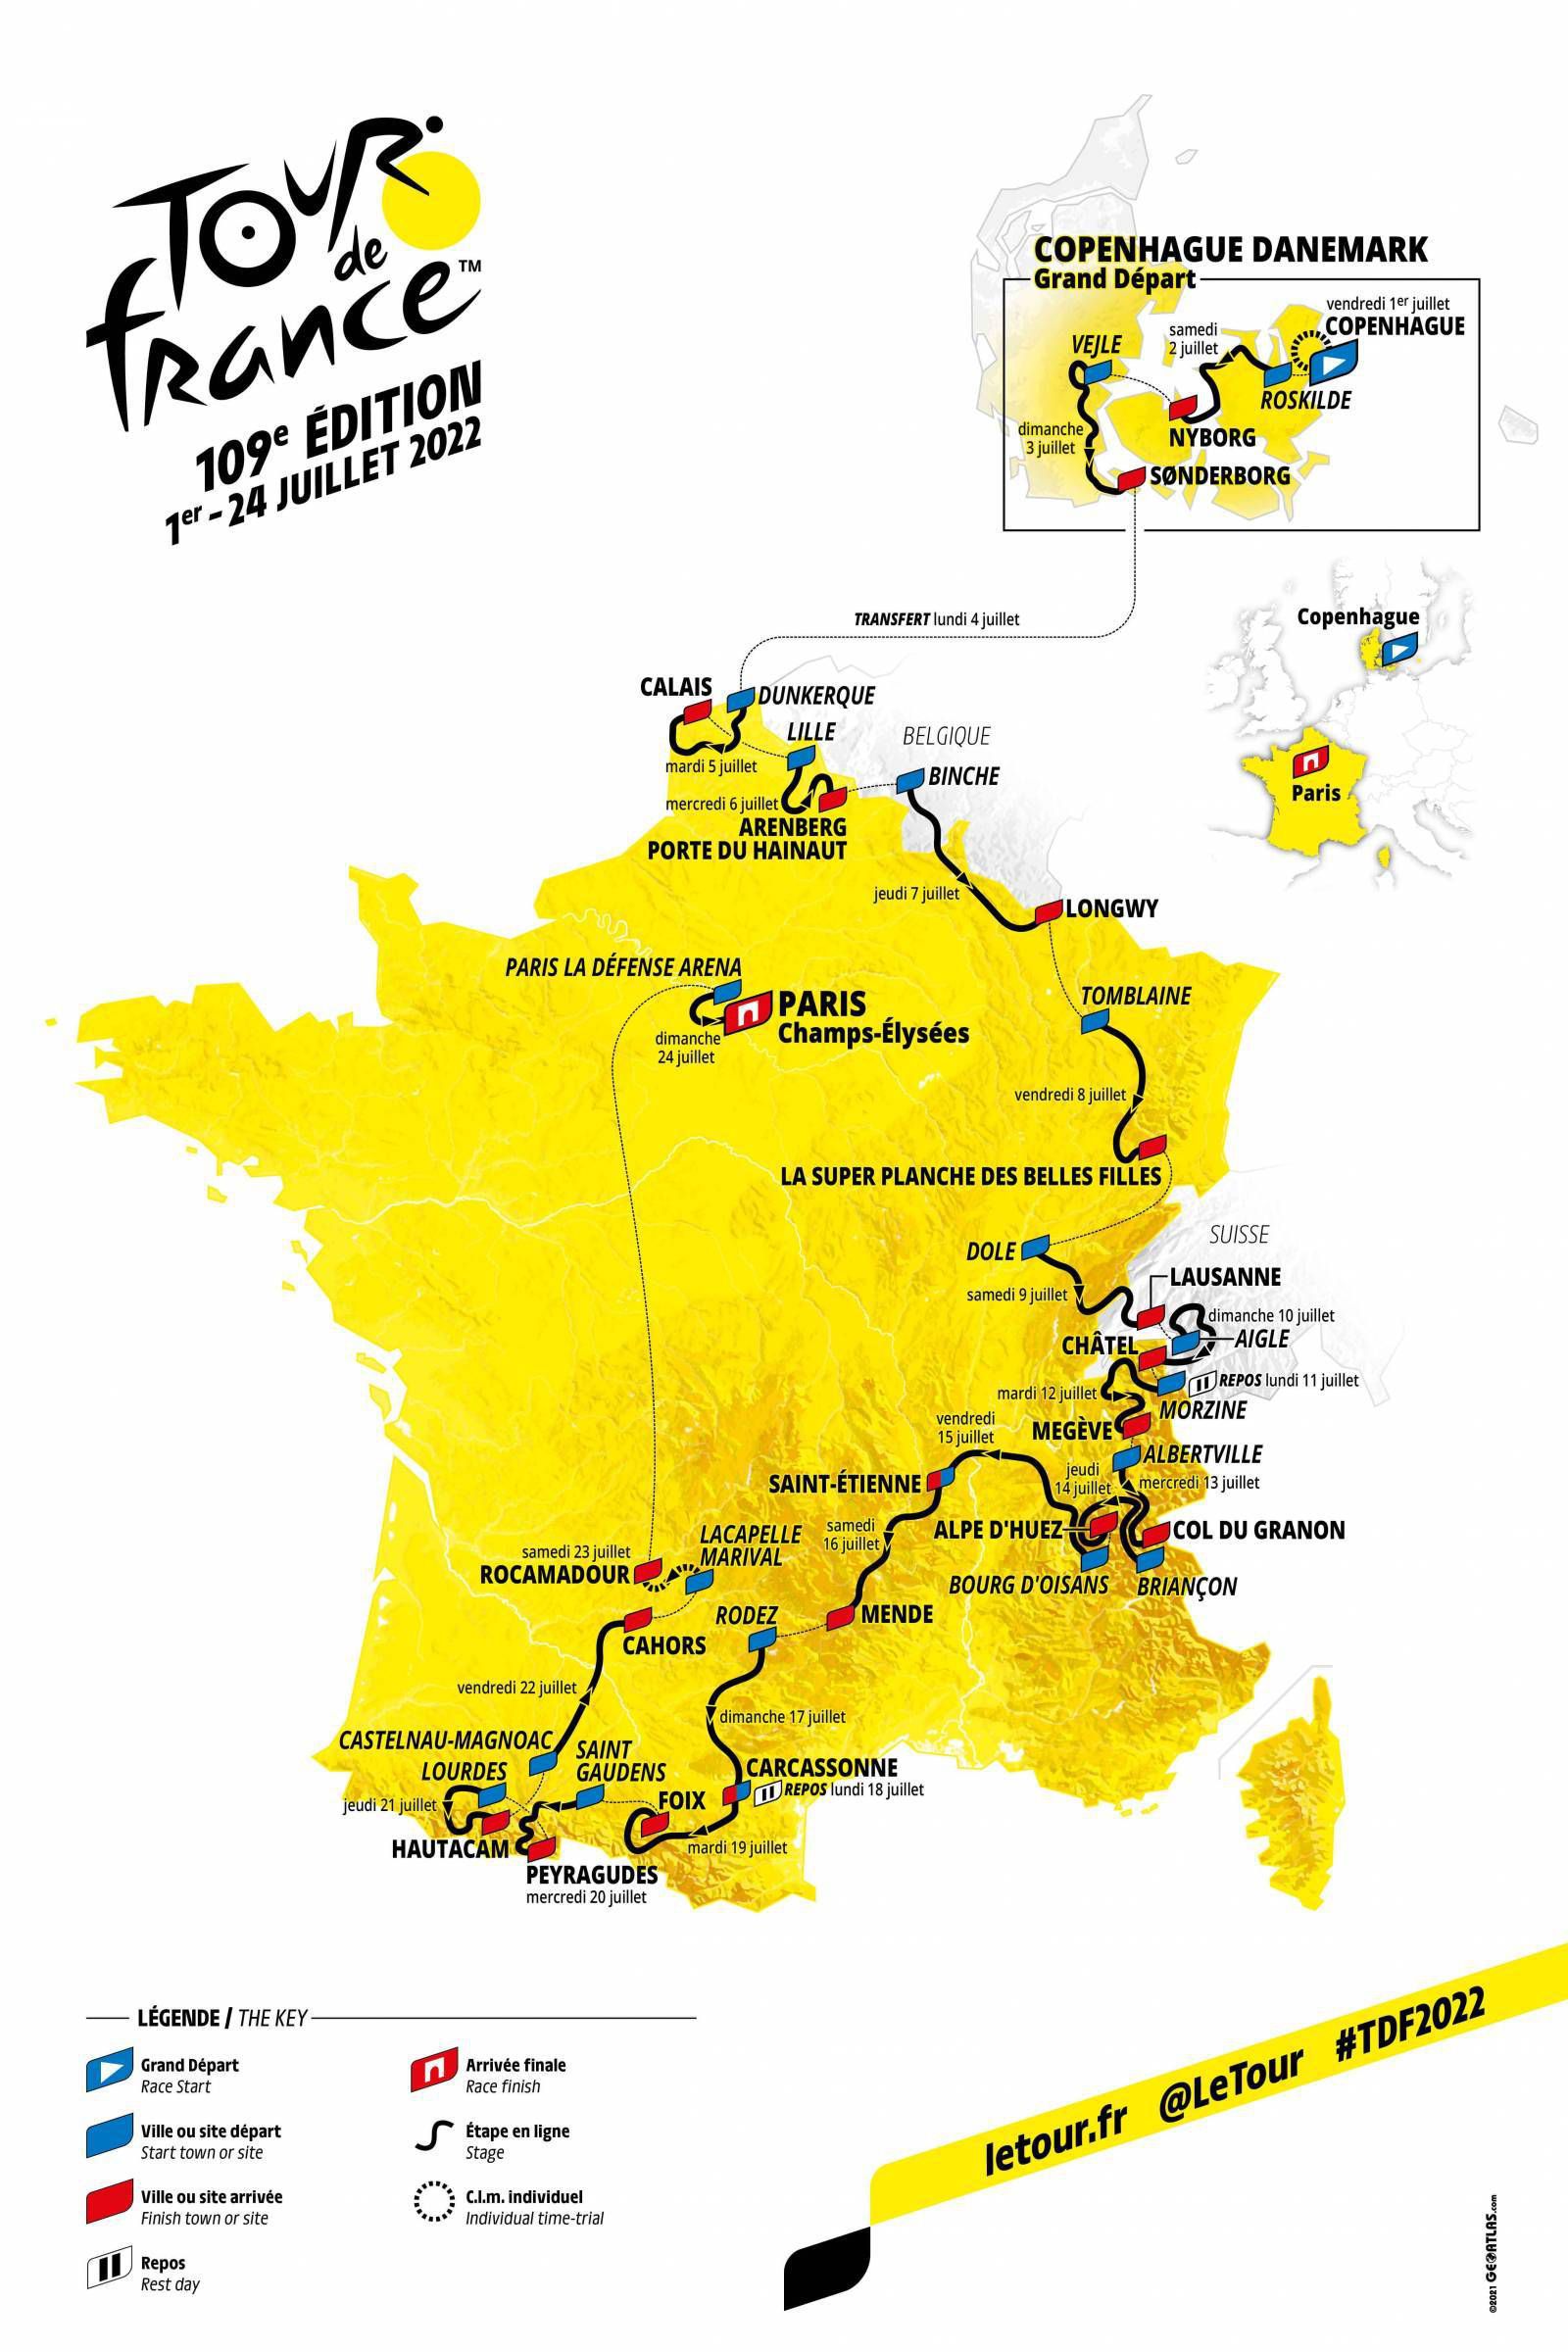 TOUR
de
france™
109e ÉDITION
1er – 24 JUILLET 2022
COPENHAGUE DANEMARK
Grand Départ
vendredi 1er juillet
COPENHAGUE
samedi
2 juillet
VEJLE
ROSKILDE
dimanche
3 juillet
NYBORG
SØNDERBORG
TRANSFERT lundi 4 juillet
Copenhague
Paris
CALAIS
DUNKERQUE
LILLE
BELGIQUE
mardi 5 juillet
BINCHE
mercredi 6 juillet
ARENBERG
PORTE DU HAINAUT
jeudi 7 juillet
LONGWY
PARIS LA DÉFENSE ARENA
PARIS
Champs-Élysées
dimanche
24 juillet
TOMBLAINE
vendredi 8 juillet
LA SUPER PLANCHE DES BELLES FILLES
SUISSE
DOLE
LAUSANNE
samedi 9 juillet
dimanche 10 juillet
AIGLE
CHÂTEL
REPOS lundi 11 juillet
mardi 12 juillet
MORZINE
MEGÈVE
vendredi
15 juillet
ALBERTVILLE
jeudi
14 juillet
mercredi 13 juillet
SAINT-ÉTIENNE
samedi
16 juillet
ALPE D'HUEZ
COL DU GRANON
LACAPELLE
MARIVAL
samedi 23 juillet
ROCAMADOUR
BOURG D'OISANS
BRIANÇON
RODEZ
MENDE
CAHORS
vendredi 22 juillet
dimanche 17 juillet
CASTELNAU-MAGNOAC
SAINT
GAUDENS
LOURDES
CARCASSONNE
REPOS lundi 18 juillet
jeudi 21 juillet
FOIX
HAUTACAM
mardi 19 juillet
PEYRAGUDES
mercredi 20 juillet
LÉGENDE / THE KEY
Grand Départ
Race Start
Ville ou site départ
Start town or site
Ville ou site arrivée
Finish town or site
Repos
Rest day
Arrivée finale
Race finish
Étape en ligne
Stage
C.l.m. individuel
Individual time-trial
letour.fr @LeTour #TDF2022
©2021 GEOATLAS.com